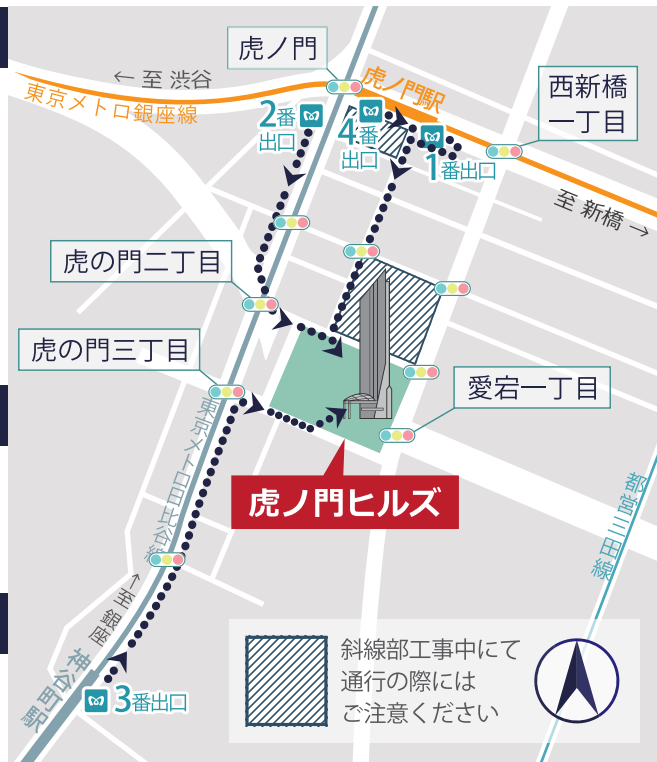 虎ノ門
← 至 渋谷
東京メトロ銀座線
虎ノ門駅
西新橋
一丁目
2番
出口
4番
出口
1番出口
至 新橋 →
虎の門二丁目
虎の門三丁目
愛宕一丁目
東京メトロ日比谷線
虎ノ門ヒルズ
都営三田線
← 至 銀座
神谷町駅
3番出口
斜線部工事中にて
通行の際には
ご注意ください